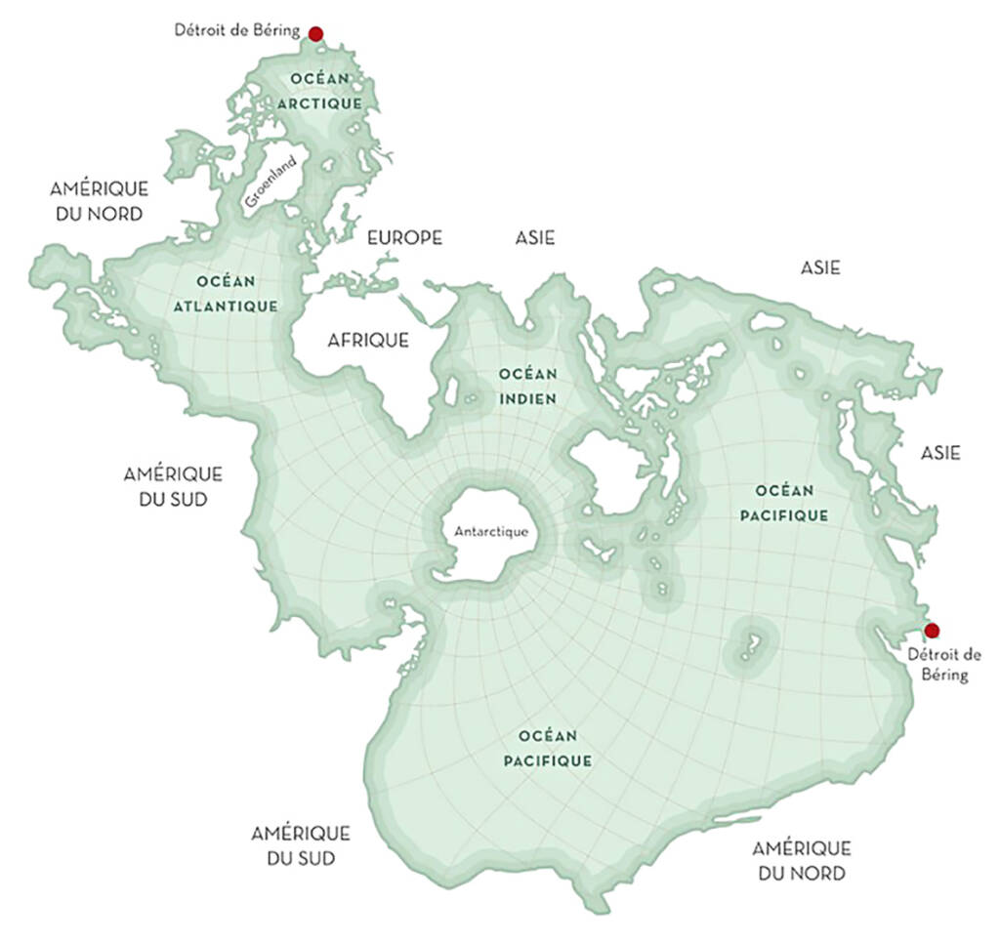 Détroit de Béring
OCÉAN
ARCTIQUE
Groenland
AMÉRIQUE
DU NORD
EUROPE
ASIE
ASIE
OCÉAN
ATLANTIQUE
AFRIQUE
OCÉAN
INDIEN
ASIE
AMÉRIQUE
DU SUD
OCÉAN
PACIFIQUE
Antarctique
Détroit de
Béring
OCÉAN
PACIFIQUE
AMÉRIQUE
DU SUD
AMÉRIQUE
DU NORD